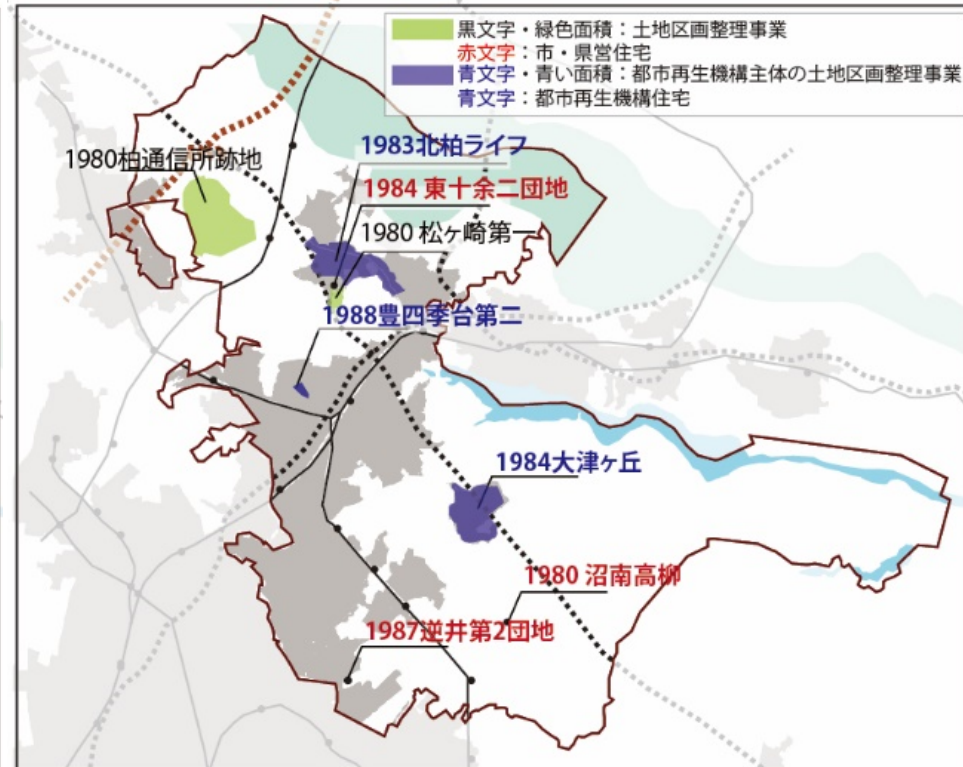 黒文字・緑色面積：土地区画整理事業
赤文字：市・県営住宅
青文字・青い面積：都市再生機構主体の土地区画整理事業
青文字：都市再生機構住宅
1983北柏ライフ
1980柏通信所跡地
1984 東十余二団地
1980 松ヶ崎第一
1988豊四季台第二
1984大津ヶ丘
1980 沼南高柳
1987逆井第2団地